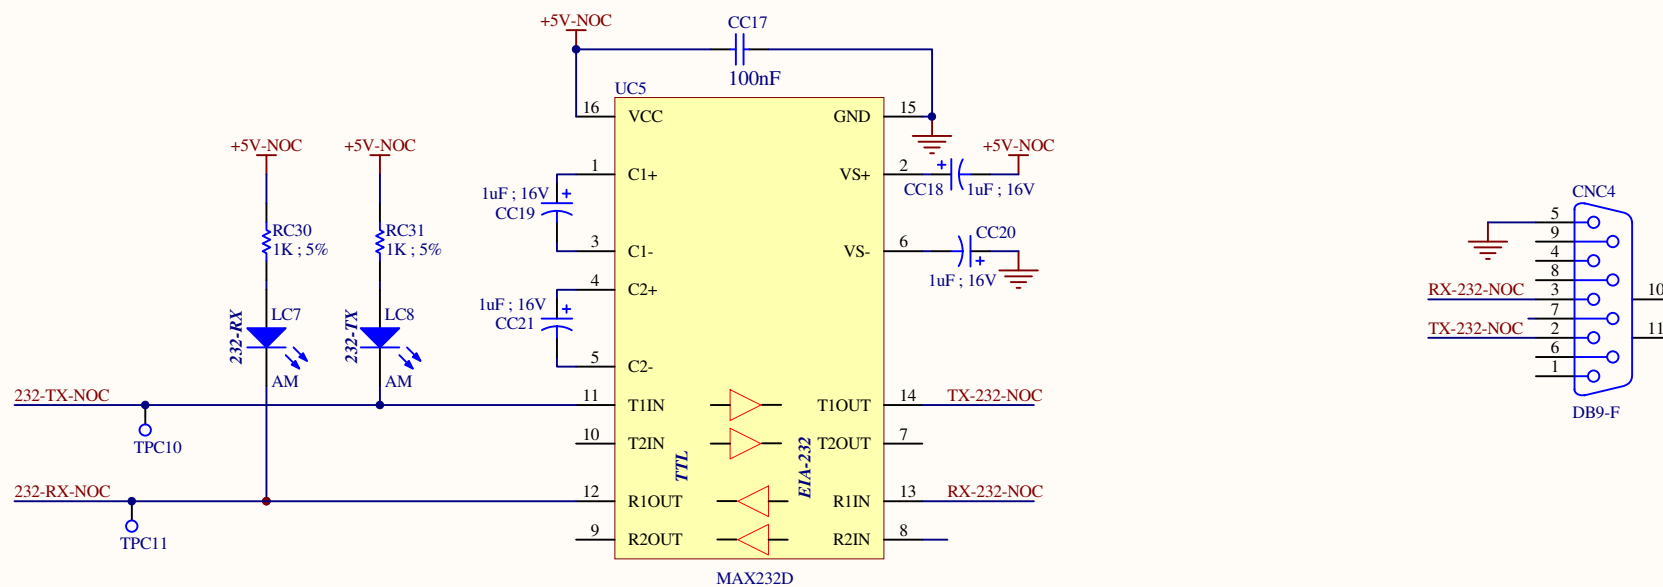 +5V-NOC
CC17
100nF
UC5
16 VCC GND 15
+5V-NOC +5V-NOC +5V-NOC
1 C1+ VS+ 2
CC18 1uF ; 16V
1uF ; 16V
CC19
CNC4
RC30
1K ; 5%
RC31
1K ; 5%
3 C1- VS- 6
CC20
1uF ; 16V
4 C2+
1uF ; 16V
CC21
5 C2-
232-RX
LC7
AM
232-TX
LC8
AM
5
9
4
8
RX-232-NOC 3
7
TX-232-NOC 2
6
1
10
11
DB9-F
232-TX-NOC 11 T1IN T1OUT 14 TX-232-NOC
TPC10
10 T2IN T2OUT 7
TTL
EIA-232
232-RX-NOC 12 R1OUT R1IN 13 RX-232-NOC
TPC11
9 R2OUT R2IN 8
MAX232D